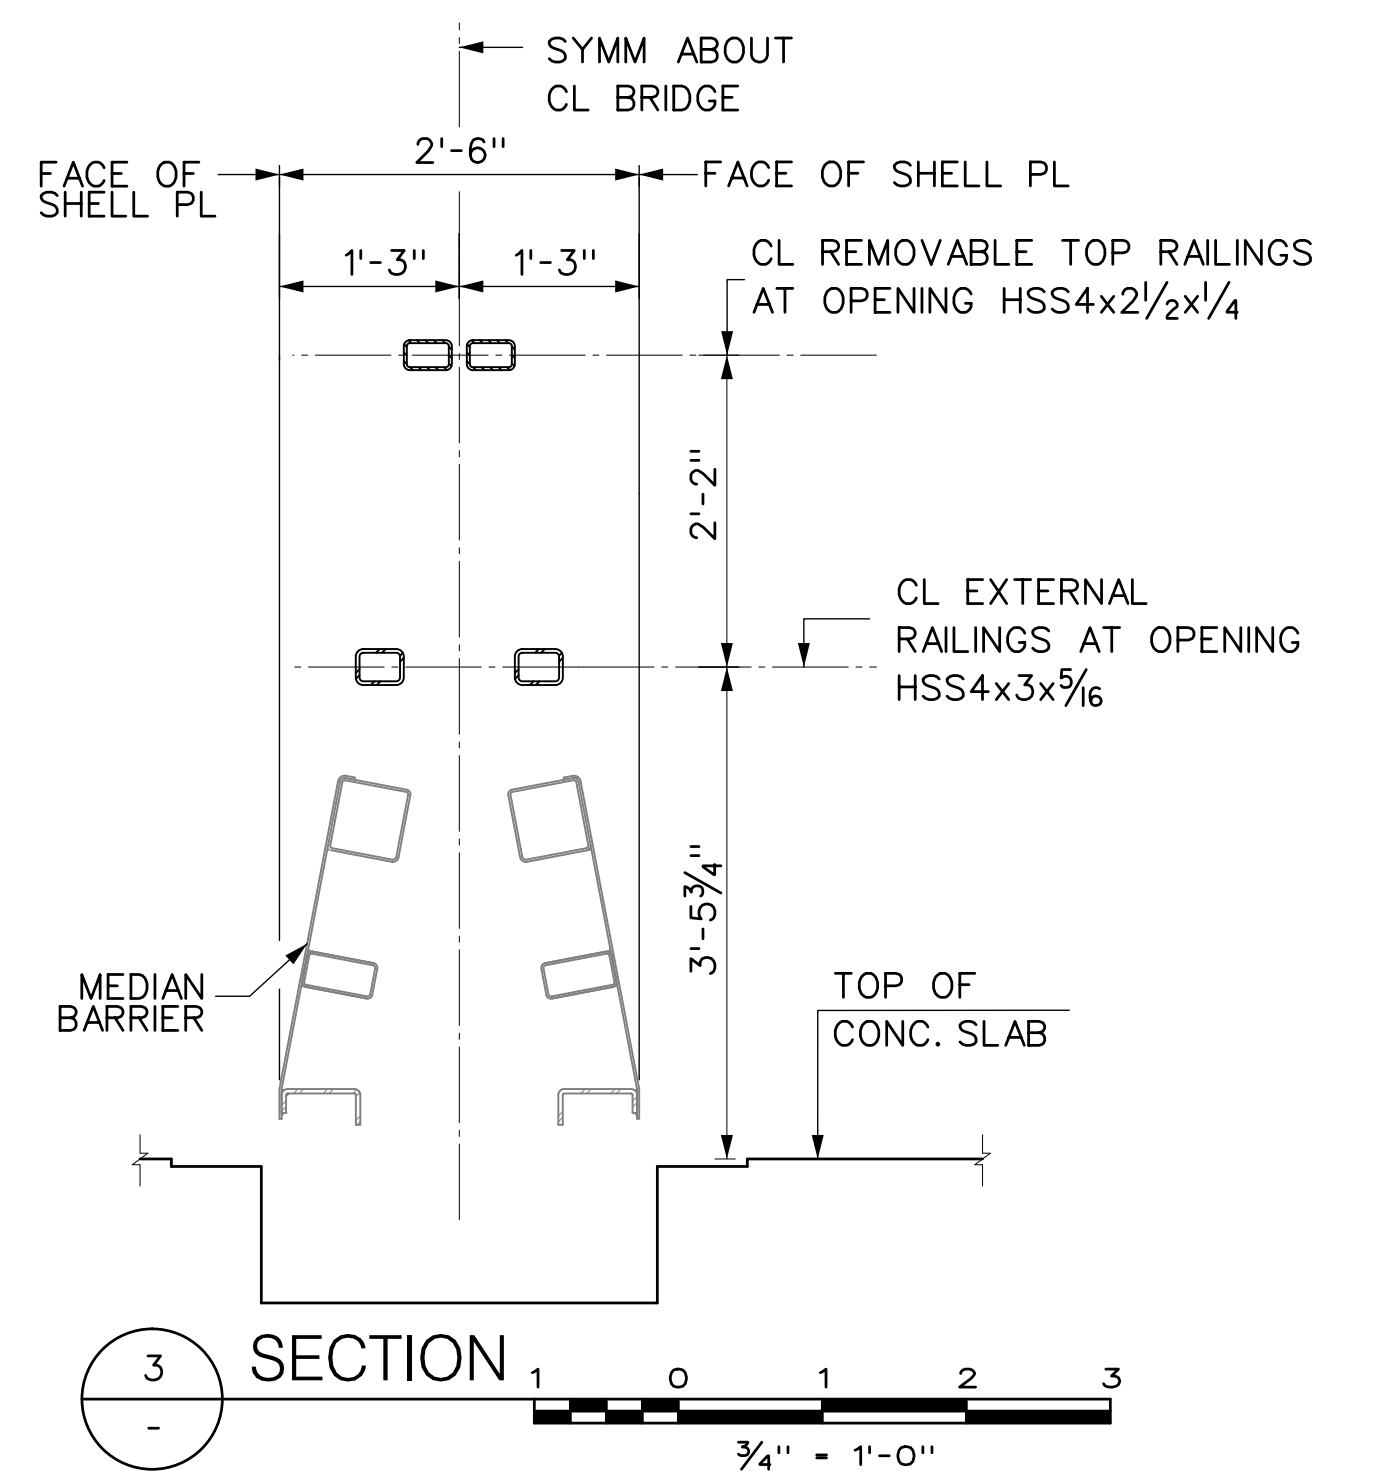 SYMM ABOUT
CL BRIDGE
2'-6"
FACE OF
SHELL PL
FACE OF SHELL PL
1'-3"
1'-3"
CL REMOVABLE TOP RAILINGS
AT OPENING HSS4x2½x¼
2'-2"
CL EXTERNAL
RAILINGS AT OPENING
HSS4x3x5/16
3'-5¾"
MEDIAN
BARRIER
TOP OF
CONC. SLAB
3
-
SECTION
1 0 1 2 3
¾" = 1'-0"